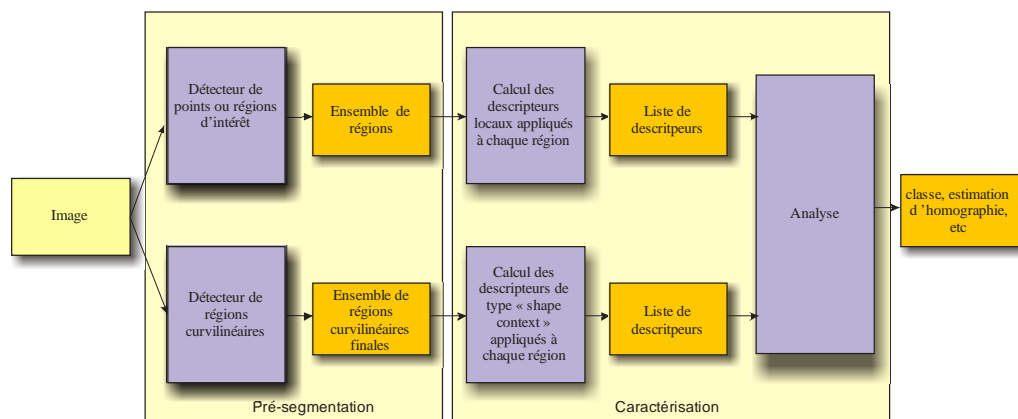 Image
Détecteur de
points ou régions
d'intérêt
Ensemble de
régions
Calcul des
descripteurs
locaux appliqués
à chaque région
Liste de
descritpeurs
Détecteur de
régions
curvilinéaires
Ensemble de
régions
curvilinéaires
finales
Calcul des
descripteurs de
type « shape
context »
appliqués à
chaque région
Liste de
descritpeurs
Analyse
classe, estimation
d 'homographie,
etc
Pré-segmentation
Caractérisation